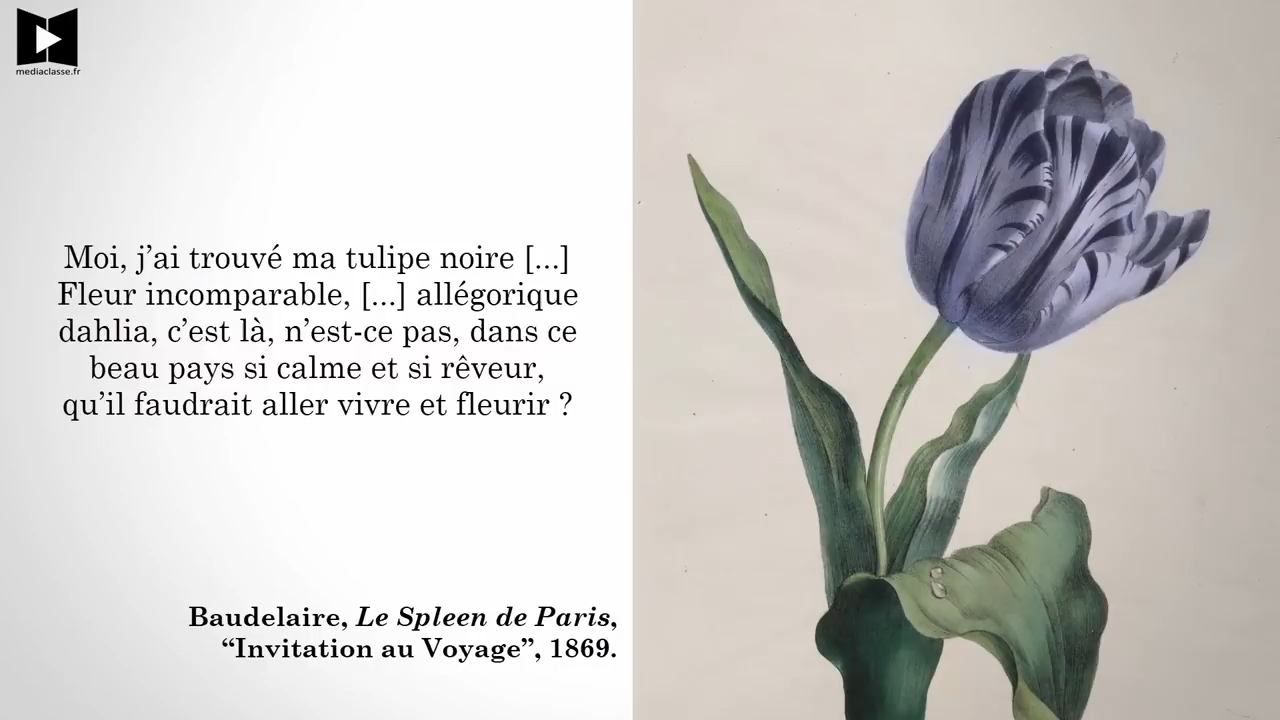 mediaclasse.fr
Moi, j’ai trouvé ma tulipe noire [...]
Fleur incomparable, [...] allégorique
dahlia, c’est là, n’est-ce pas, dans ce
beau pays si calme et si rêveur,
qu’il faudrait aller vivre et fleurir ?
Baudelaire, Le Spleen de Paris,
“Invitation au Voyage”, 1869.